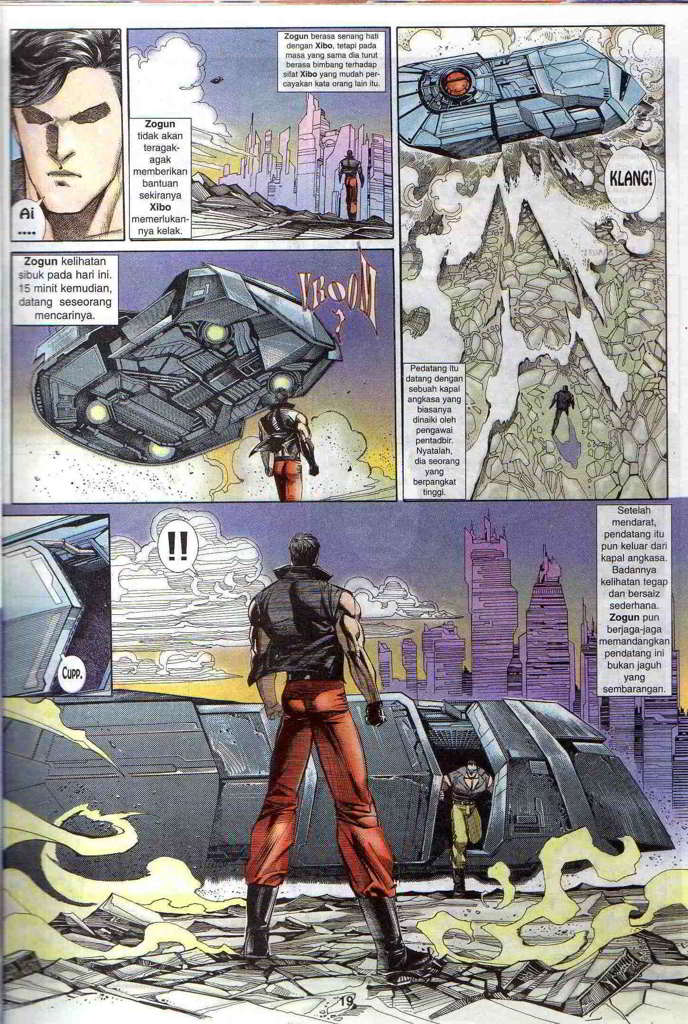 Ai
....
Zogun
tidak akan
teragak-
agak
memberikan
bantuan
sekiranya
Xibo
memerlukan-
nya kelak.
Zogun berasa senang hati
dengan Xibo, tetapi pada
masa yang sama dia turut
berasa bimbang terhadap
sifat Xibo yang mudah per-
cayakan kata orang lain itu.
KLANG!
Zogun kelihatan
sibuk pada hari ini.
15 minit kemudian,
datang seseorang
mencarinya.
VROOM
?
Pedatang itu
datang dengan
sebuah kapal
angkasa yang
biasanya
dinaiki oleh
pengawai
pentadbir.
Nyatalah,
dia seorang
yang
berpangkat
tinggi.
Cupp.
!!
Setelah
mendarat,
pendatang itu
pun keluar dari
kapal angkasa.
Badannya
kelihatan tegap
dan bersaiz
sederhana.
Zogun pun
berjaga-jaga
memandangkan
pendatang ini
bukan jaguh
yang
sembarangan.
19